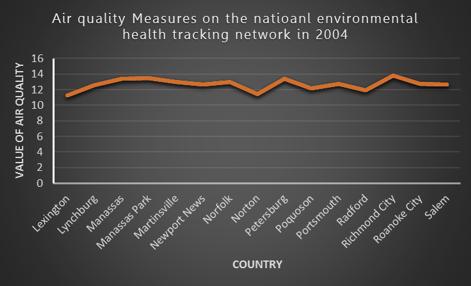 Air quality Measures on the natioanl environmental
health tracking network in 2004
VALUE OF AIR QUALITY
16
14
12
10
8
6
4
2
0
Lexington
Lynchburg
Manassas
Manassas Park
Martinsville
Newport News
Norfolk
Norton
Petersburg
Poquoson
Portsmouth
Radford
Richmond City
Roanoke City
Salem
COUNTRY